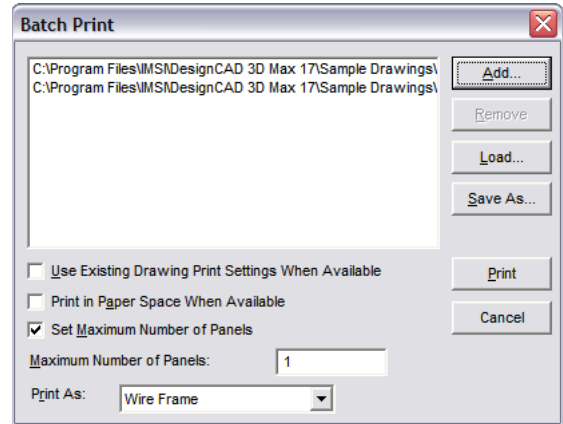 Batch Print
C:\Program Files\IMSI\DesignCAD 3D Max 17\Sample Drawings\
C:\Program Files\IMSI\DesignCAD 3D Max 17\Sample Drawings\
Add...
Remove
Load...
Save As...
Use Existing Drawing Print Settings When Available
Print
Print in Paper Space When Available
Cancel
Set Maximum Number of Panels
Maximum Number of Panels: 1
Print As: Wire Frame